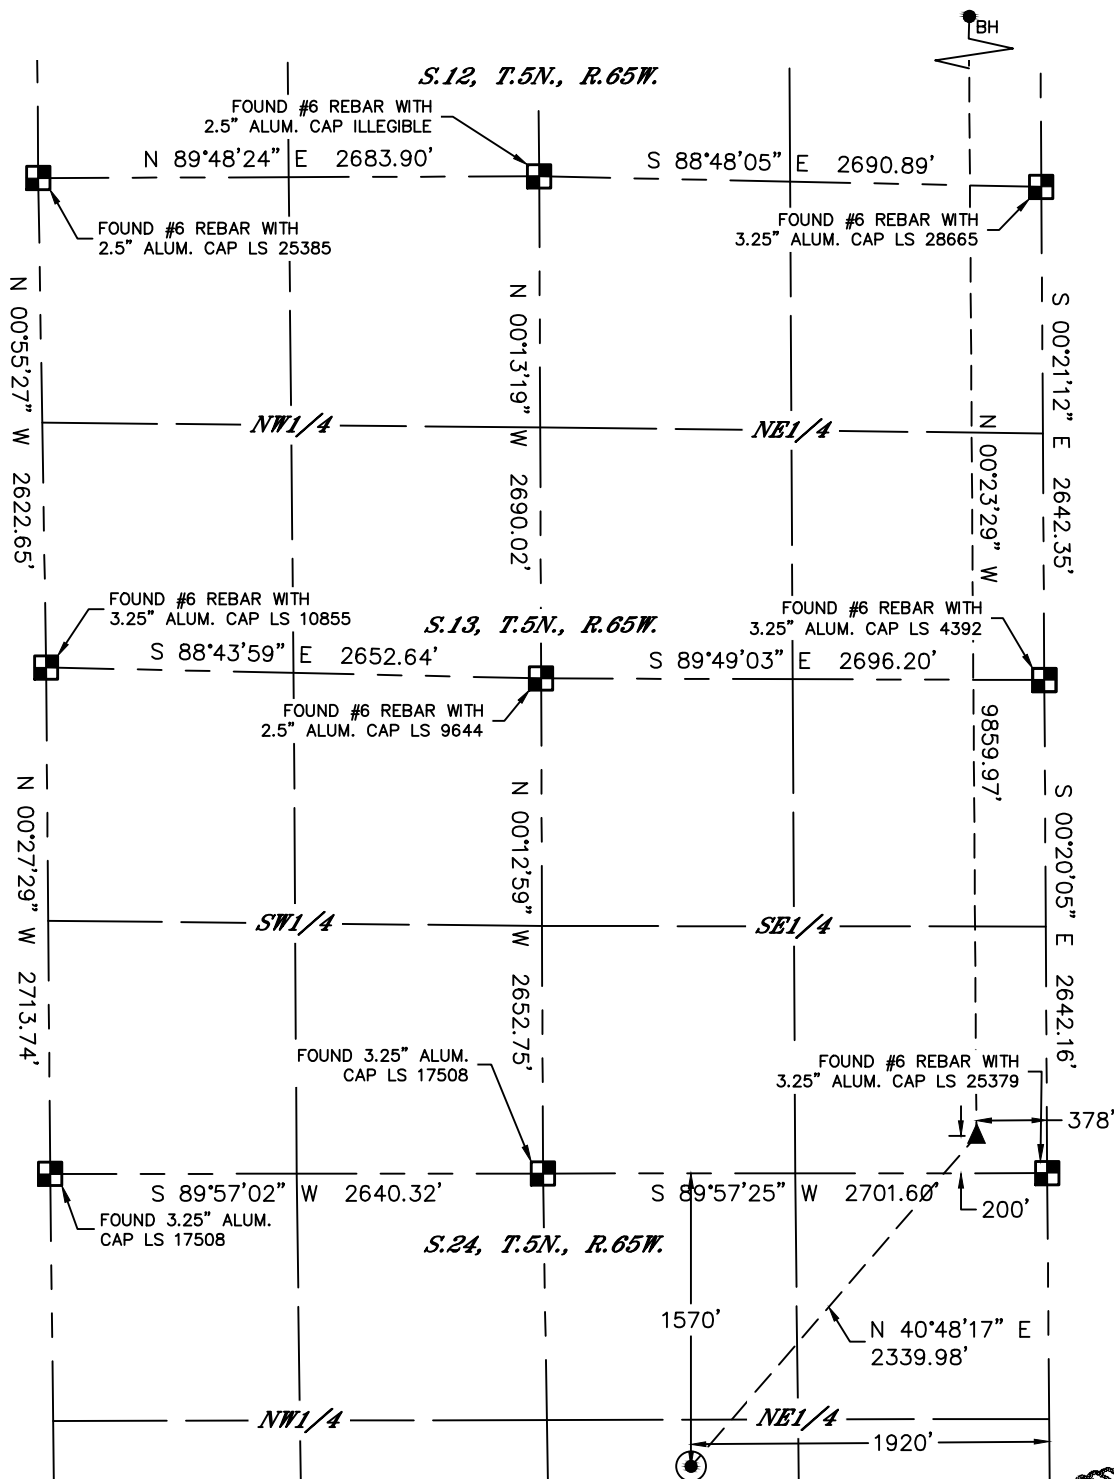 BH
S.12, T.5N., R.65W.
FOUND #6 REBAR WITH
2.5" ALUM. CAP ILLEGIBLE
N 89°48'24" E 2683.90'
S 88°48'05" E 2690.89'
FOUND #6 REBAR WITH
2.5" ALUM. CAP LS 25385
FOUND #6 REBAR WITH
3.25" ALUM. CAP LS 28665
N 00°55'27" W 2622.65'
N 00°13'19" W 2690.02'
S 00°21'12" E 2642.35'
N 00°23'29" W 9859.97'
NW1/4
NE1/4
FOUND #6 REBAR WITH
3.25" ALUM. CAP LS 10855
S.13, T.5N., R.65W.
FOUND #6 REBAR WITH
3.25" ALUM. CAP LS 4392
S 88°43'59" E 2652.64'
S 89°49'03" E 2696.20'
FOUND #6 REBAR WITH
2.5" ALUM. CAP LS 9644
N 00°27'29" W 2713.74'
N 00°12'59" W 2652.75'
S 00°20'05" E 2642.16'
SW1/4
SE1/4
FOUND 3.25" ALUM.
CAP LS 17508
FOUND #6 REBAR WITH
3.25" ALUM. CAP LS 25379
378'
S 89°57'02" W 2640.32'
S 89°57'25" W 2701.60'
200'
FOUND 3.25" ALUM.
CAP LS 17508
S.24, T.5N., R.65W.
1570'
N 40°48'17" E
2339.98'
NW1/4
NE1/4
1920'